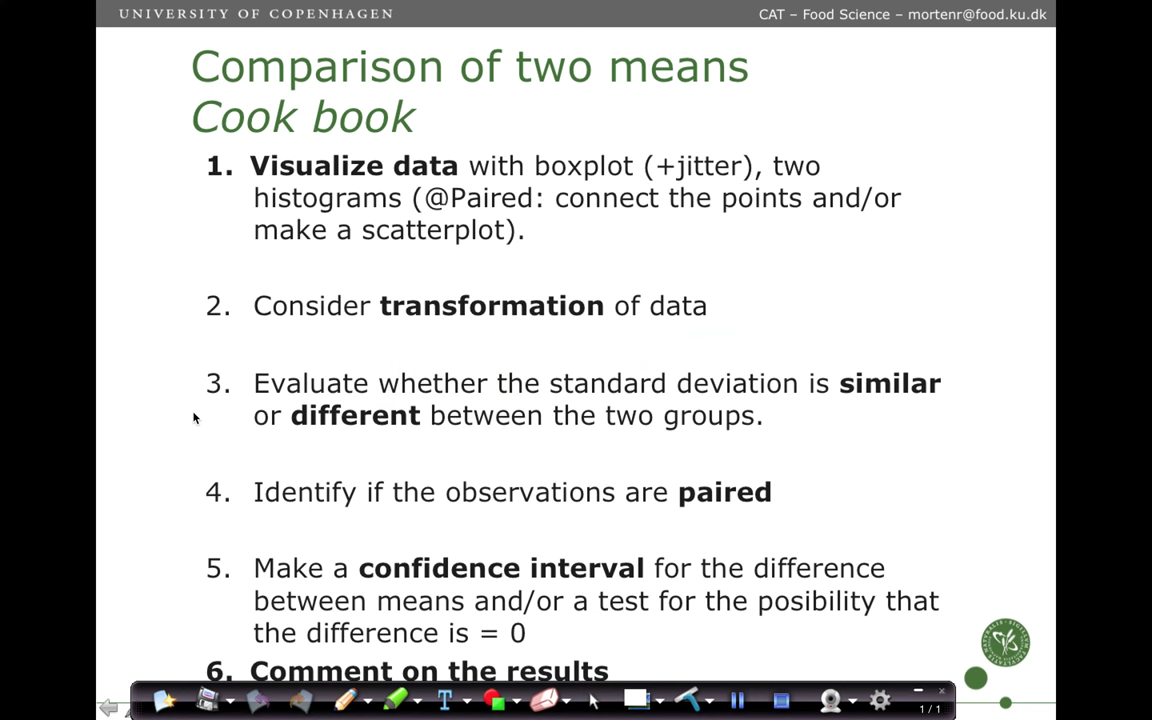 UNIVERSITY OF COPENHAGEN
CAT – Food Science – mortenr@food.ku.dk
Comparison of two means
Cook book
1. Visualize data with boxplot (+jitter), two
histograms (@Paired: connect the points and/or
make a scatterplot).
2. Consider transformation of data
3. Evaluate whether the standard deviation is similar
or different between the two groups.
4. Identify if the observations are paired
5. Make a confidence interval for the difference
between means and/or a test for the posibility that
the difference is = 0
6. Comment on the results
T
1 / 1